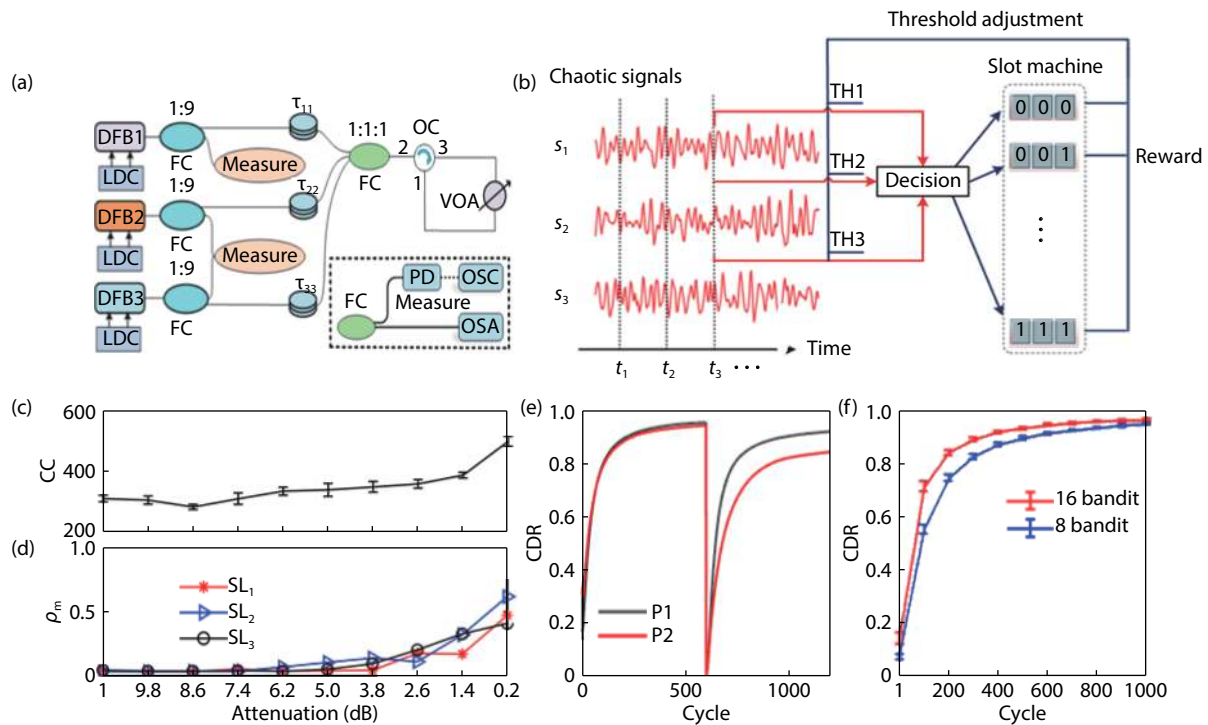 (a)
1:9
τ11
1:1:1
OC
DFB1
2
3
Measure
LDC
FC
1
1:9
τ22
FC
VOA
DFB2
LDC
FC
Measure
1:9
τ33
DFB3
LDC
FC
FC
PD
OSC
Measure
OSA
Threshold adjustment
(b)
Chaotic signals
Slot machine
TH1
0 0 0
s1
TH2
0 0 1
Reward
Decision
s2
TH3
s3
1 1 1
Time
t1 t2 t3
(c)
600
400
200
CC
(d)
1.0
0.5
0
ρm
SL1
SL2
SL3
1 9.8 8.6 7.4 6.2 5.0 3.8 2.6 1.4 0.2
Attenuation (dB)
(e)
1.0
0.8
0.6
0.4
0.2
0
CDR
P1
P2
0 500 1000
Cycle
(f)
1.0
0.8
0.6
0.4
0.2
0
CDR
16 bandit
8 bandit
1 200 400 600 800 1000
Cycle